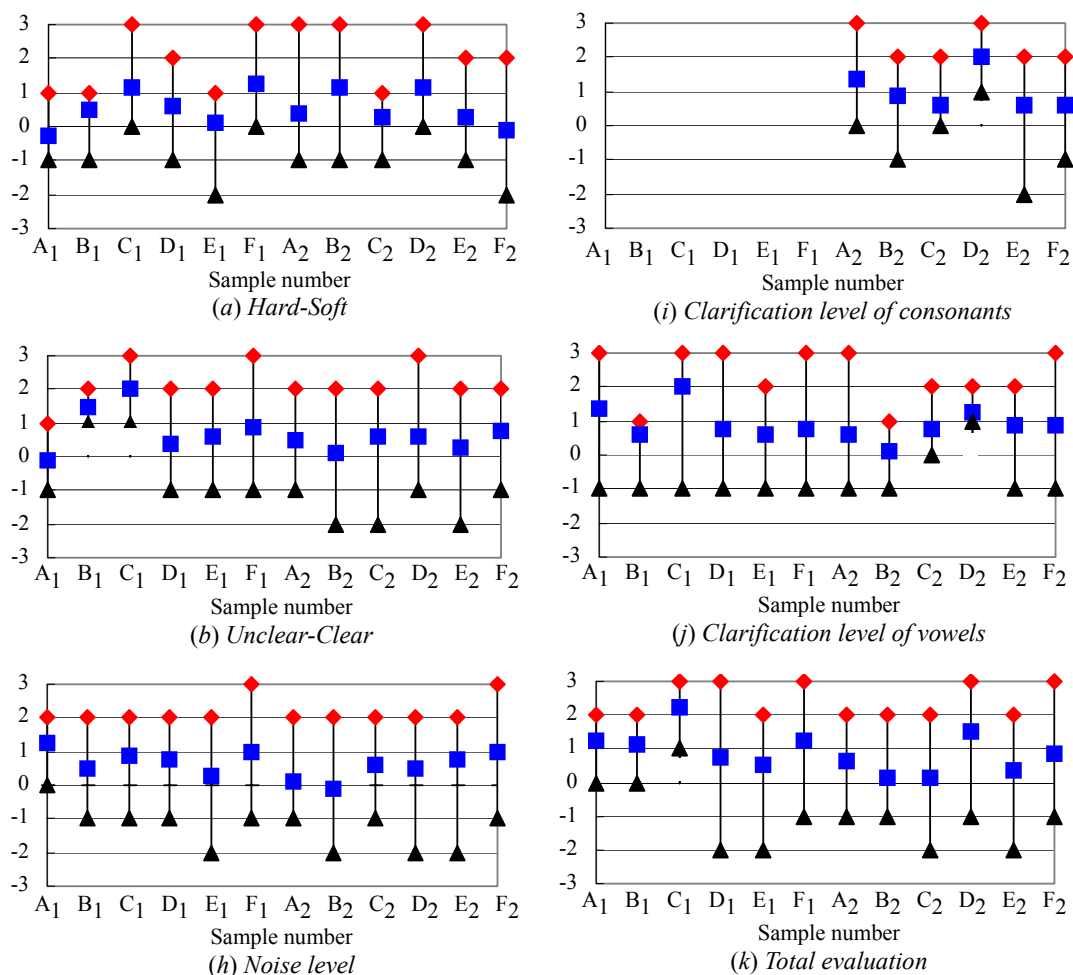 3
2
1
0
-1
-2
-3
A1 B1 C1 D1 E1 F1 A2 B2 C2 D2 E2 F2
Sample number
(a) Hard-Soft
3
2
1
0
-1
-2
-3
A1 B1 C1 D1 E1 F1 A2 B2 C2 D2 E2 F2
Sample number
(i) Clarification level of consonants
3
2
1
0
-1
-2
-3
A1 B1 C1 D1 E1 F1 A2 B2 C2 D2 E2 F2
Sample number
(b) Unclear-Clear
3
2
1
0
-1
-2
-3
A1 B1 C1 D1 E1 F1 A2 B2 C2 D2 E2 F2
Sample number
(j) Clarification level of vowels
3
2
1
0
-1
-2
-3
A1 B1 C1 D1 E1 F1 A2 B2 C2 D2 E2 F2
Sample number
(h) Noise level
3
2
1
0
-1
-2
-3
A1 B1 C1 D1 E1 F1 A2 B2 C2 D2 E2 F2
Sample number
(k) Total evaluation